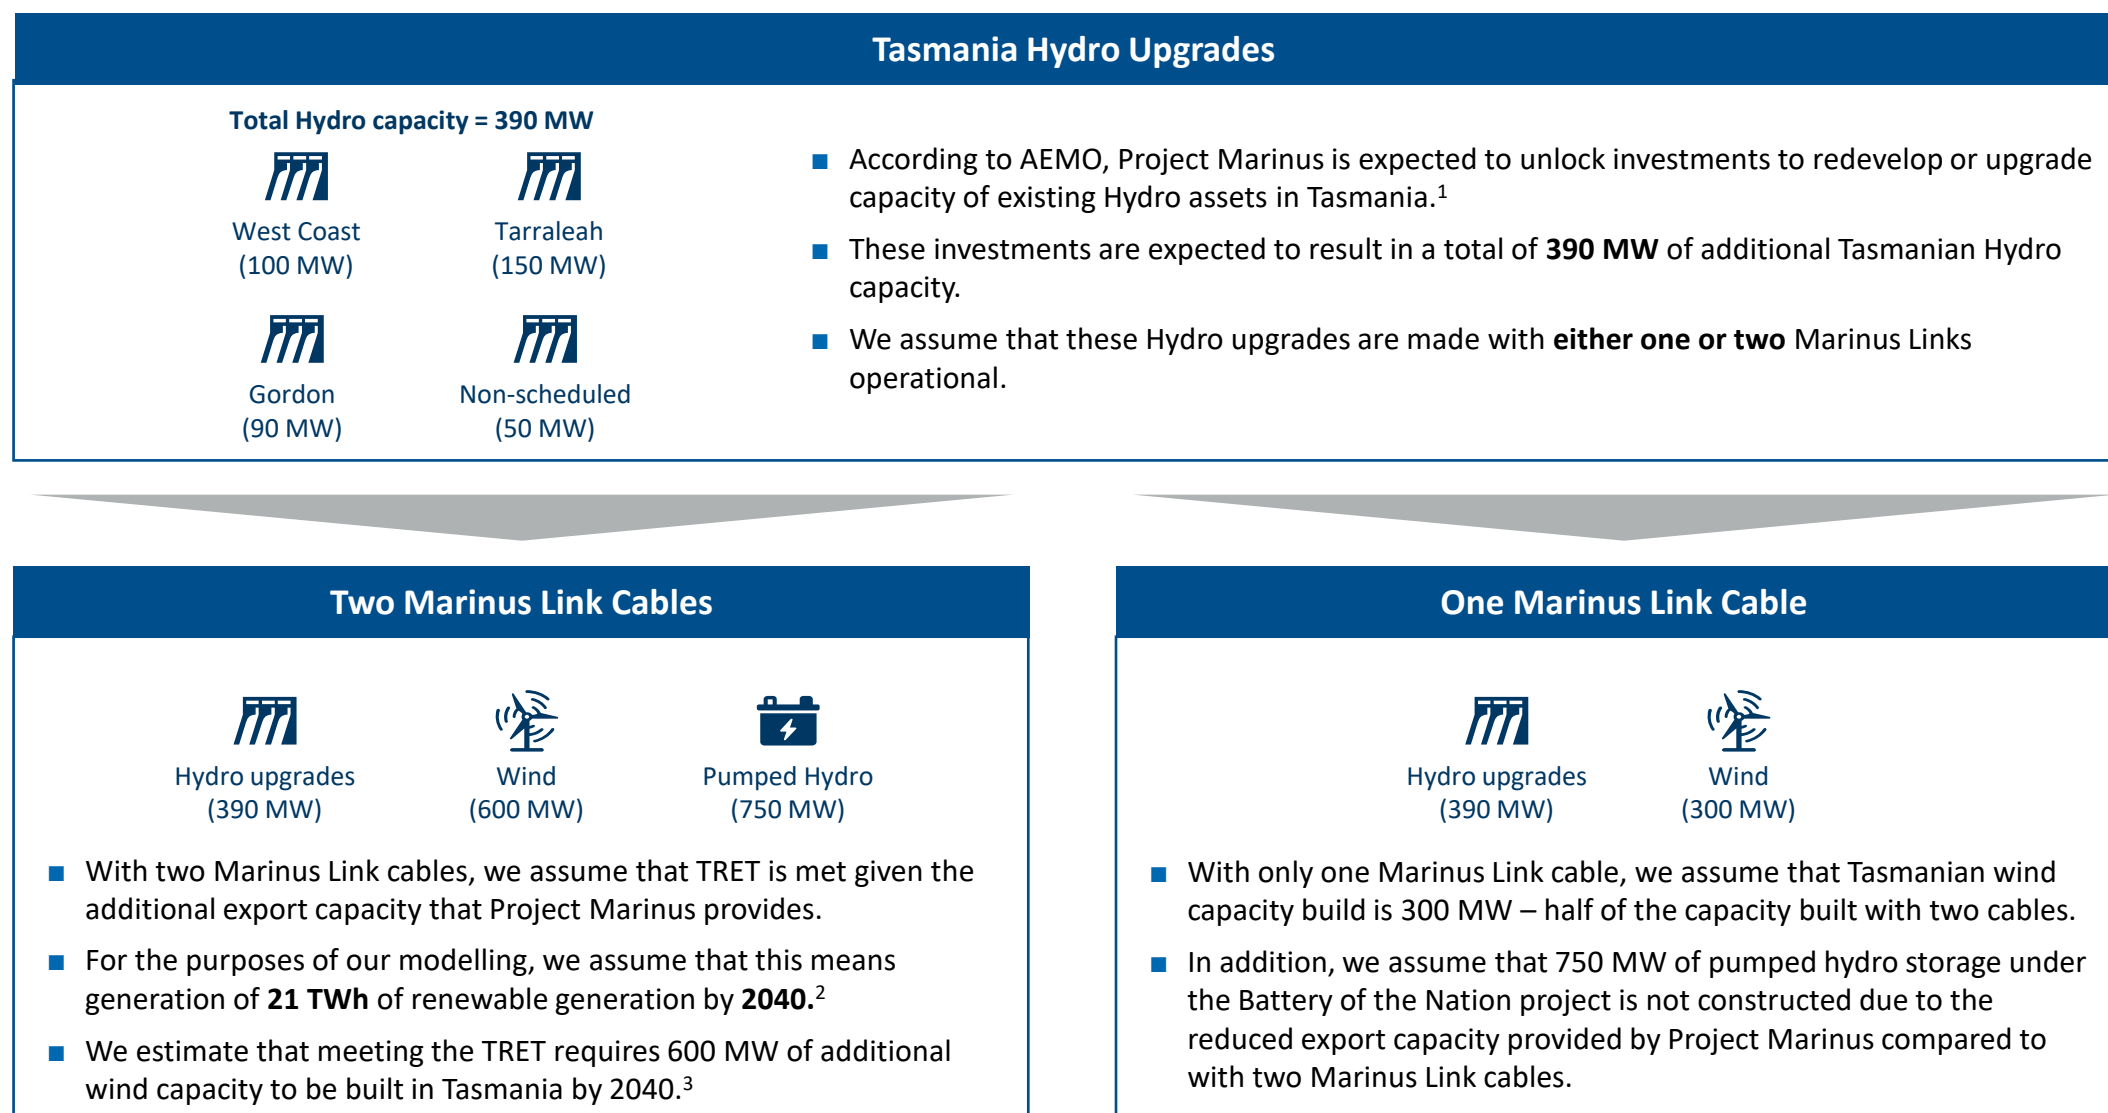 Tasmania Hydro Upgrades
Total Hydro capacity = 390 MW
West Coast
(100 MW)
Tarraleah
(150 MW)
Gordon
(90 MW)
Non-scheduled
(50 MW)
■ According to AEMO, Project Marinus is expected to unlock investments to redevelop or upgrade
capacity of existing Hydro assets in Tasmania.¹
■ These investments are expected to result in a total of 390 MW of additional Tasmanian Hydro
capacity.
■ We assume that these Hydro upgrades are made with either one or two Marinus Links
operational.
Two Marinus Link Cables
Hydro upgrades
(390 MW)
Wind
(600 MW)
Pumped Hydro
(750 MW)
■ With two Marinus Link cables, we assume that TRET is met given the
additional export capacity that Project Marinus provides.
■ For the purposes of our modelling, we assume that this means
generation of 21 TWh of renewable generation by 2040.²
■ We estimate that meeting the TRET requires 600 MW of additional
wind capacity to be built in Tasmania by 2040.³
One Marinus Link Cable
Hydro upgrades
(390 MW)
Wind
(300 MW)
■ With only one Marinus Link cable, we assume that Tasmanian wind
capacity build is 300 MW – half of the capacity built with two cables.
■ In addition, we assume that 750 MW of pumped hydro storage under
the Battery of the Nation project is not constructed due to the
reduced export capacity provided by Project Marinus compared to
with two Marinus Link cables.